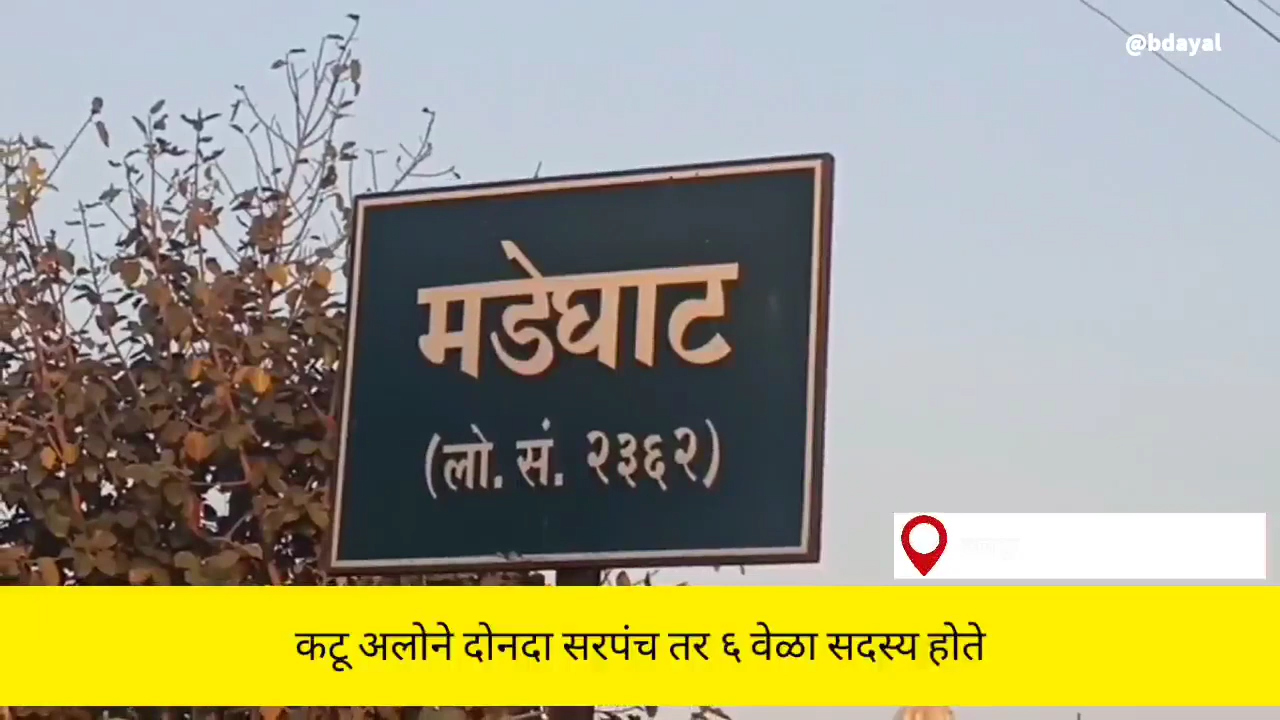 @bdayal
मडेघाट
(लो. सं. २३६२)
कटू अलोने दोनदा सरपंच तर ६ वेळा सदस्य होते